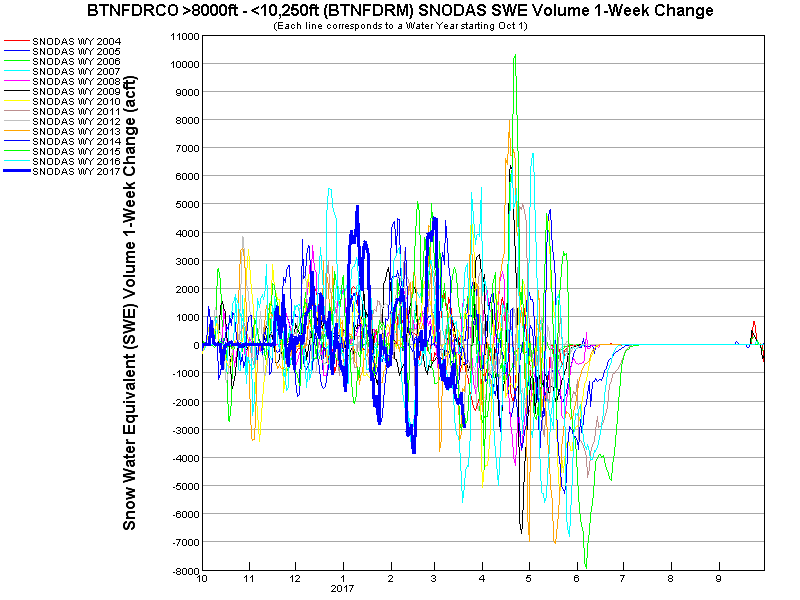 BTNFDRCO >8000ft - <10,250ft (BTNFDRM) SNODAS SWE Volume 1-Week Change
(Each line corresponds to a Water Year starting Oct 1)
SNODAS WY 2004
SNODAS WY 2005
SNODAS WY 2006
SNODAS WY 2007
SNODAS WY 2008
SNODAS WY 2009
SNODAS WY 2010
SNODAS WY 2011
SNODAS WY 2012
SNODAS WY 2013
SNODAS WY 2014
SNODAS WY 2015
SNODAS WY 2016
SNODAS WY 2017
Snow Water Equivalent (SWE) Volume 1-Week Change (acft)
11000
10000
9000
8000
7000
6000
5000
4000
3000
2000
1000
0
-1000
-2000
-3000
-4000
-5000
-6000
-7000
-8000
10 11 12 1 2 3 4 5 6 7 8 9
2017